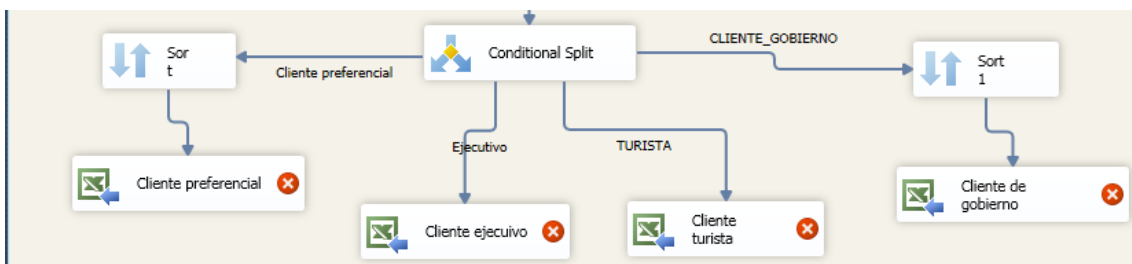 CLIENTE_GOBIERNO
Sor
t
Conditional Split
Sort
1
Cliente preferencial
Ejecutivo
TURISTA
Cliente preferencial
Cliente de
gobierno
Cliente ejecuivo
Cliente
turista